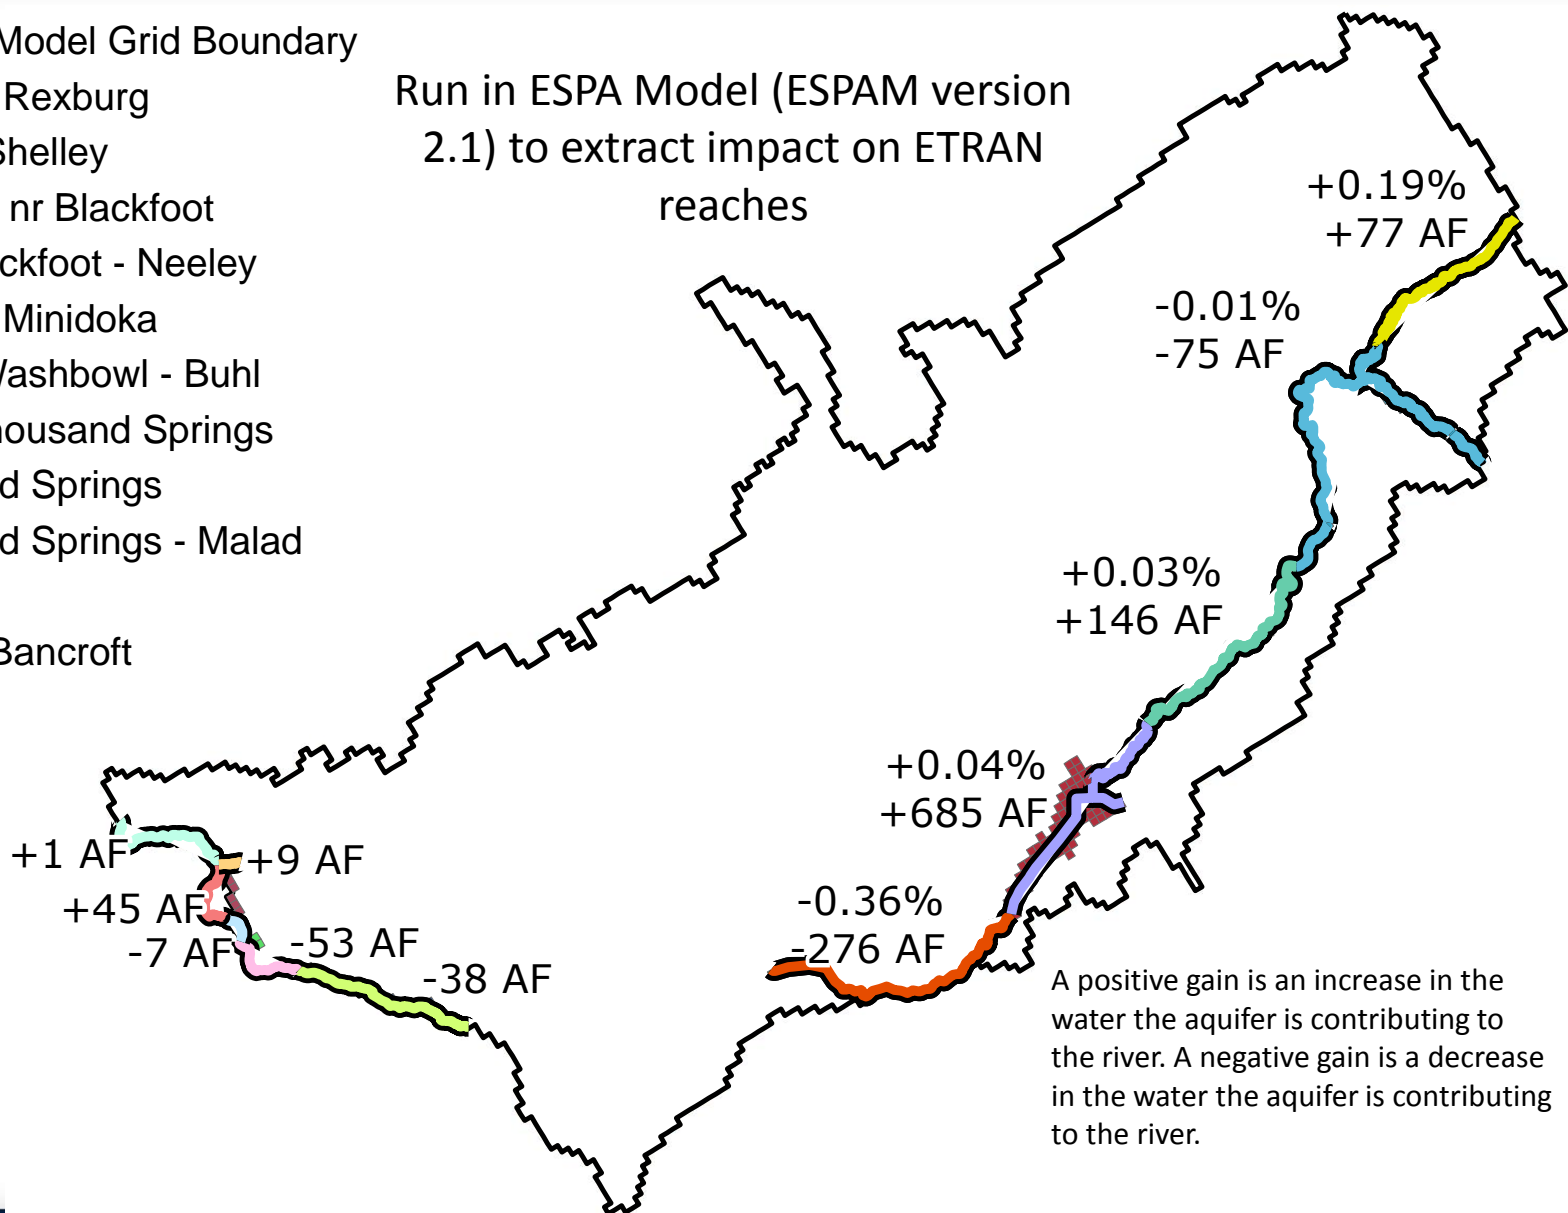 Model Grid Boundary
Rexburg
Shelley
nr Blackfoot
ckfoot - Neeley
Minidoka
Washbowl - Buhl
housand Springs
d Springs
d Springs - Malad
Bancroft
Run in ESPA Model (ESPAM version
2.1) to extract impact on ETRAN
reaches
+0.19%
+77 AF
-0.01%
-75 AF
+0.03%
+146 AF
+0.04%
+685 AF
-0.36%
-276 AF
+1 AF
+9 AF
+45 AF
-7 AF
-53 AF
-38 AF
A positive gain is an increase in the
water the aquifer is contributing to
the river. A negative gain is a decrease
in the water the aquifer is contributing
to the river.